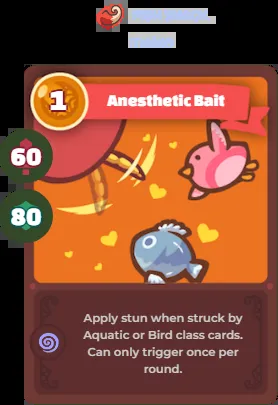 1
Anesthetic Bait
60
80
Apply stun when struck by
Aquatic or Bird class cards.
Can only trigger once per
round.